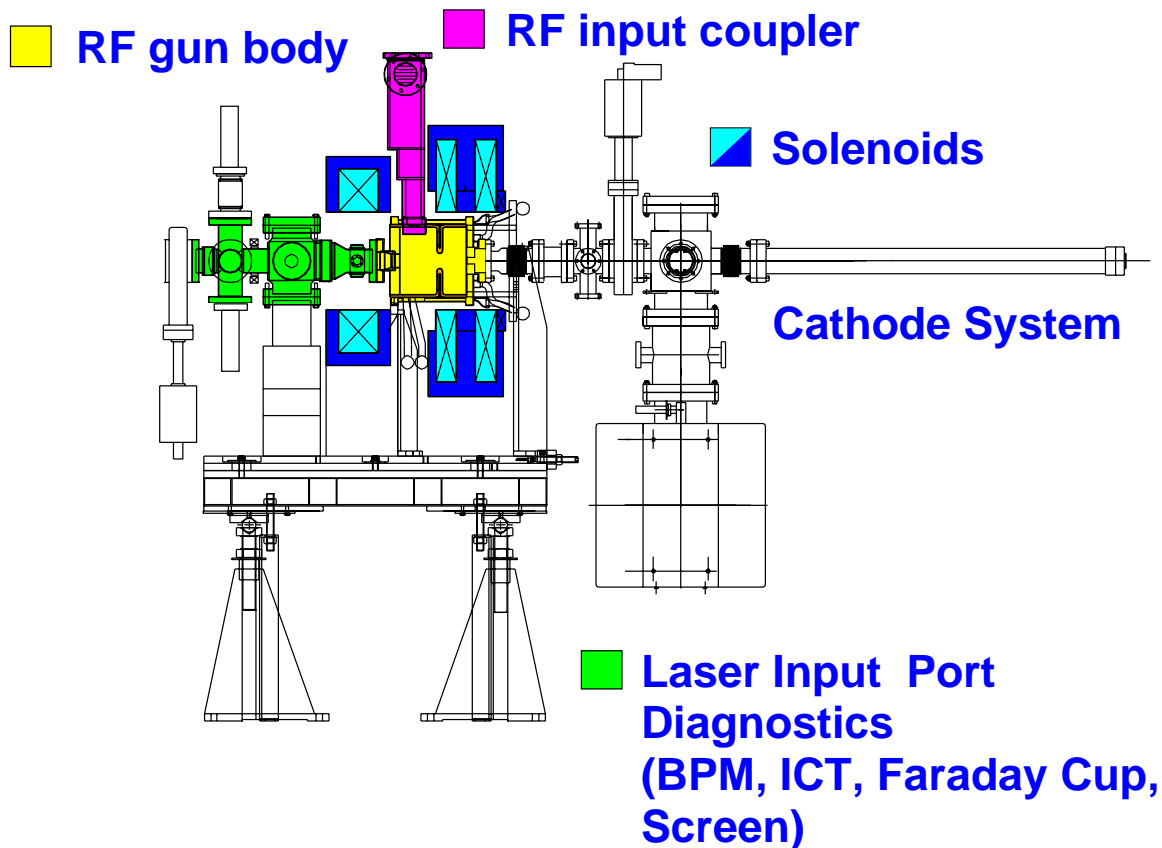 RF gun body
RF input coupler
Solenoids
Cathode System
Laser Input Port
Diagnostics
(BPM, ICT, Faraday Cup,
Screen)